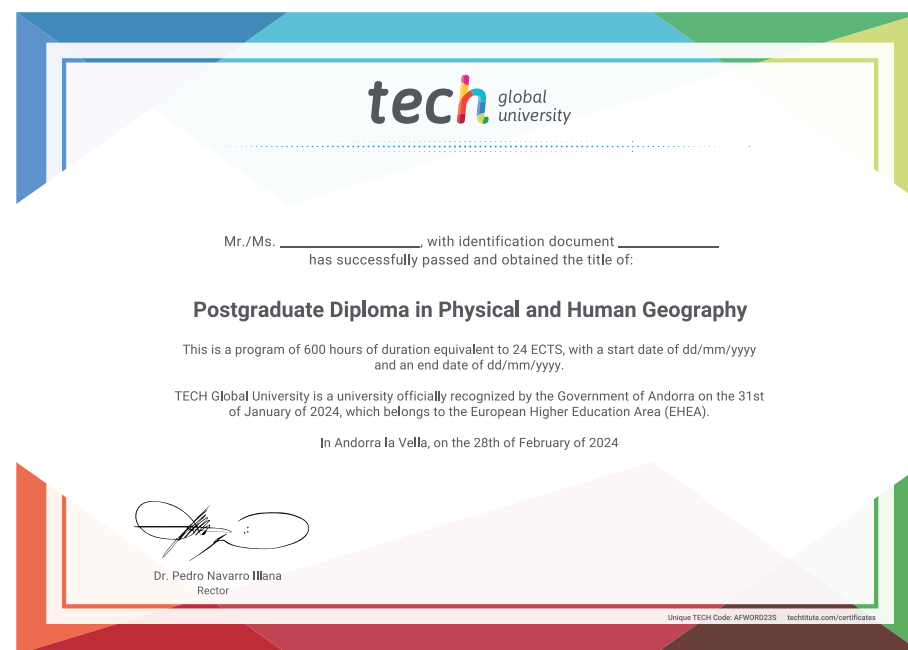 tech global university
Mr./Ms. ____________, with identification document ____________
has successfully passed and obtained the title of:
Postgraduate Diploma in Physical and Human Geography
This is a program of 600 hours of duration equivalent to 24 ECTS, with a start date of dd/mm/yyyy
and an end date of dd/mm/yyyy.
TECH Global University is a university officially recognized by the Government of Andorra on the 31st
of January of 2024, which belongs to the European Higher Education Area (EHEA).
In Andorra la Vella, on the 28th of February of 2024
Dr. Pedro Navarro Illana
Rector
Unique TECH Code: AFWORD23S techtitute.com/certificates